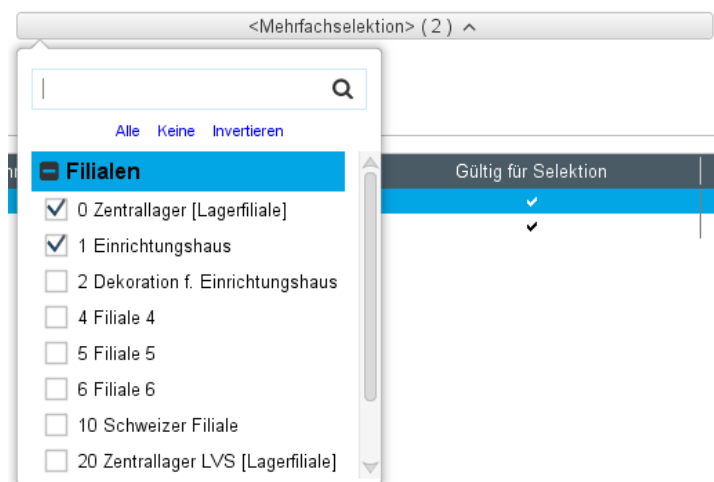 <Mehrfachselektion> ( 2 )
Alle Keine Invertieren
Filialen
Gültig für Selektion
0 Zentrallager [Lagerfiliale]
1 Einrichtungshaus
2 Dekoration f. Einrichtungshaus
4 Filiale 4
5 Filiale 5
6 Filiale 6
10 Schweizer Filiale
20 Zentrallager LVS [Lagerfiliale]